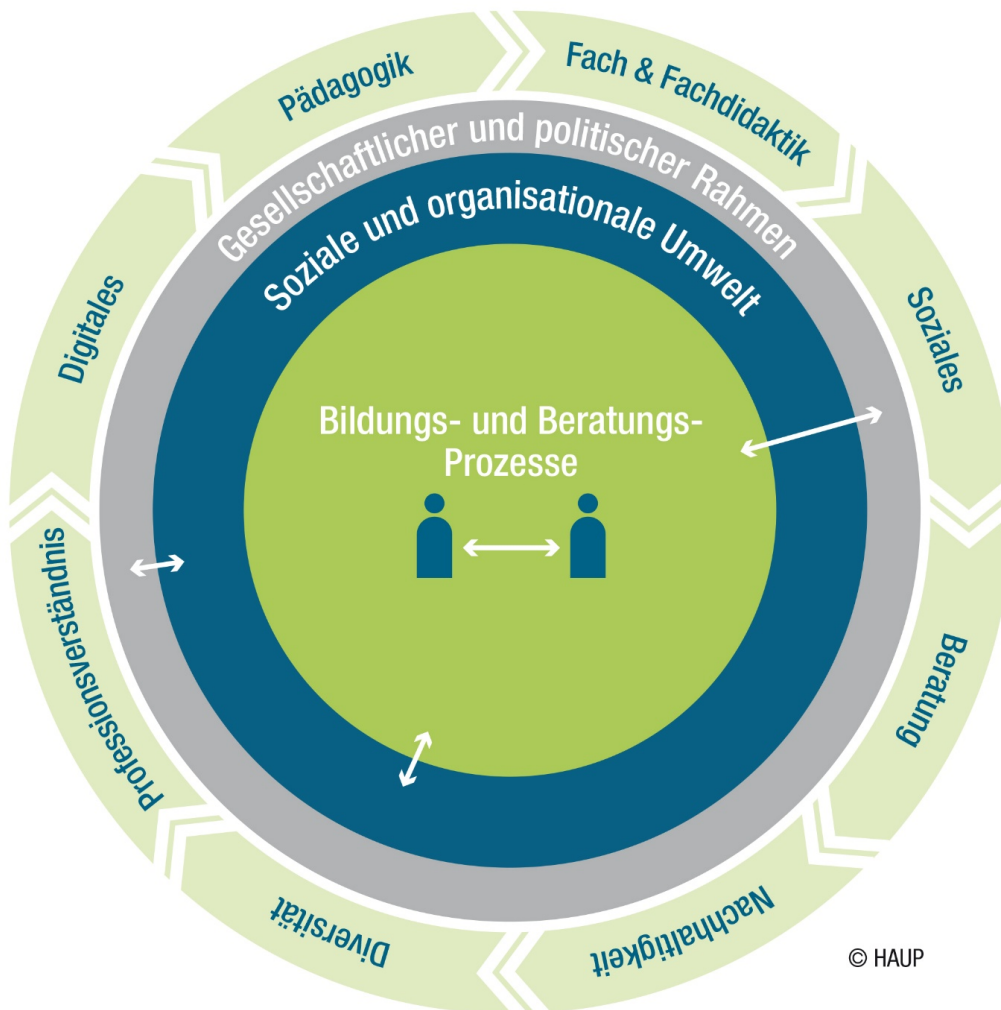 Pädagogik
Fach & Fachdidaktik
Soziales
Beratung
Nachhaltigkeit
Diversität
Professionsverständnis
Digitales
Gesellschaftlicher und politischer Rahmen
Soziale und organisationale Umwelt
Bildungs- und Beratungs-
Prozesse
© HAUP